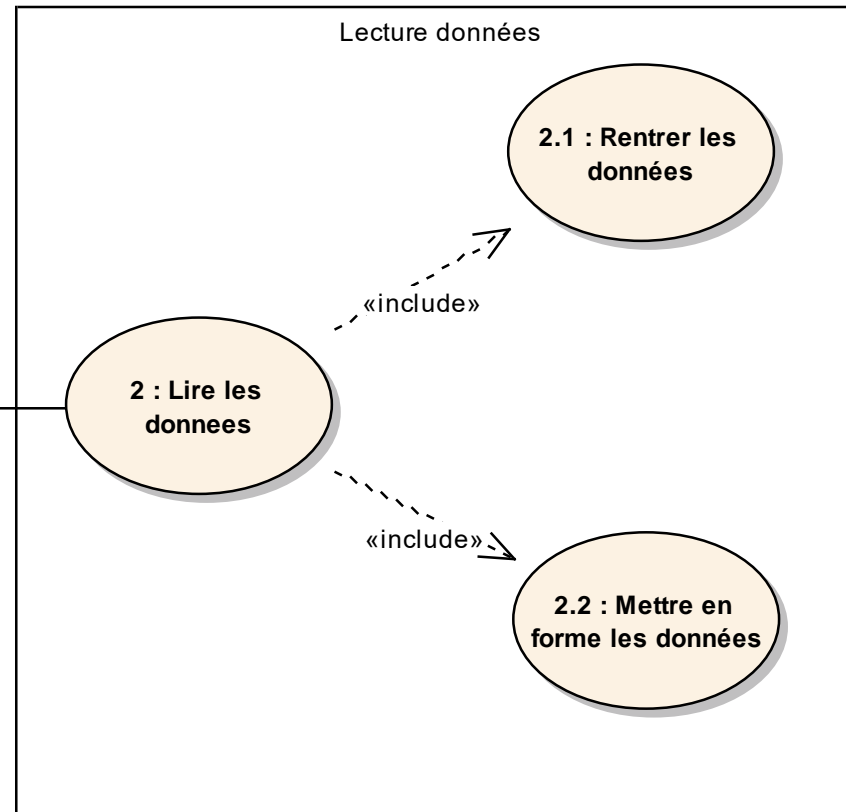 Lecture données
2.1 : Rentrer les
données
«include»
2 : Lire les
donnees
«include»
2.2 : Mettre en
forme les données